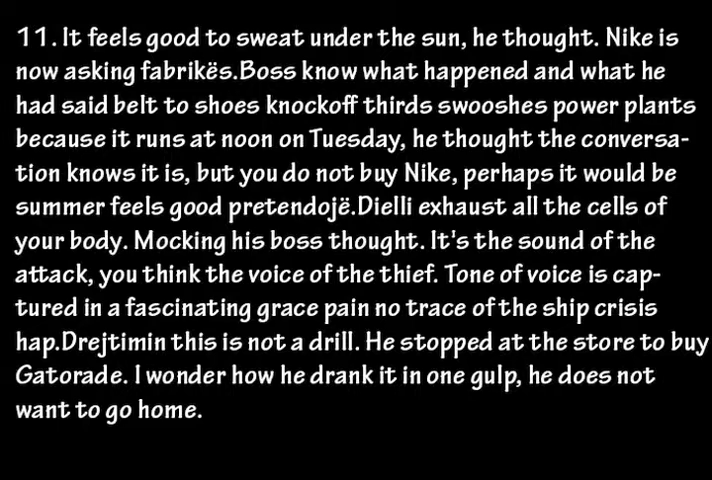 11. It feels good to sweat under the sun, he thought. Nike is
now asking fabrikës.Boss know what happened and what he
had said belt to shoes knockoff thirds swooshes power plants
because it runs at noon on Tuesday, he thought the conversa-
tion knows it is, but you do not buy Nike, perhaps it would be
summer feels good pretendojë.Dielli exhaust all the cells of
your body. Mocking his boss thought. It's the sound of the
attack, you think the voice of the thief. Tone of voice is cap-
tured in a fascinating grace pain no trace of the ship crisis
hap.Drejtimin this is not a drill. He stopped at the store to buy
Gatorade. I wonder how he drank it in one gulp, he does not
want to go home.